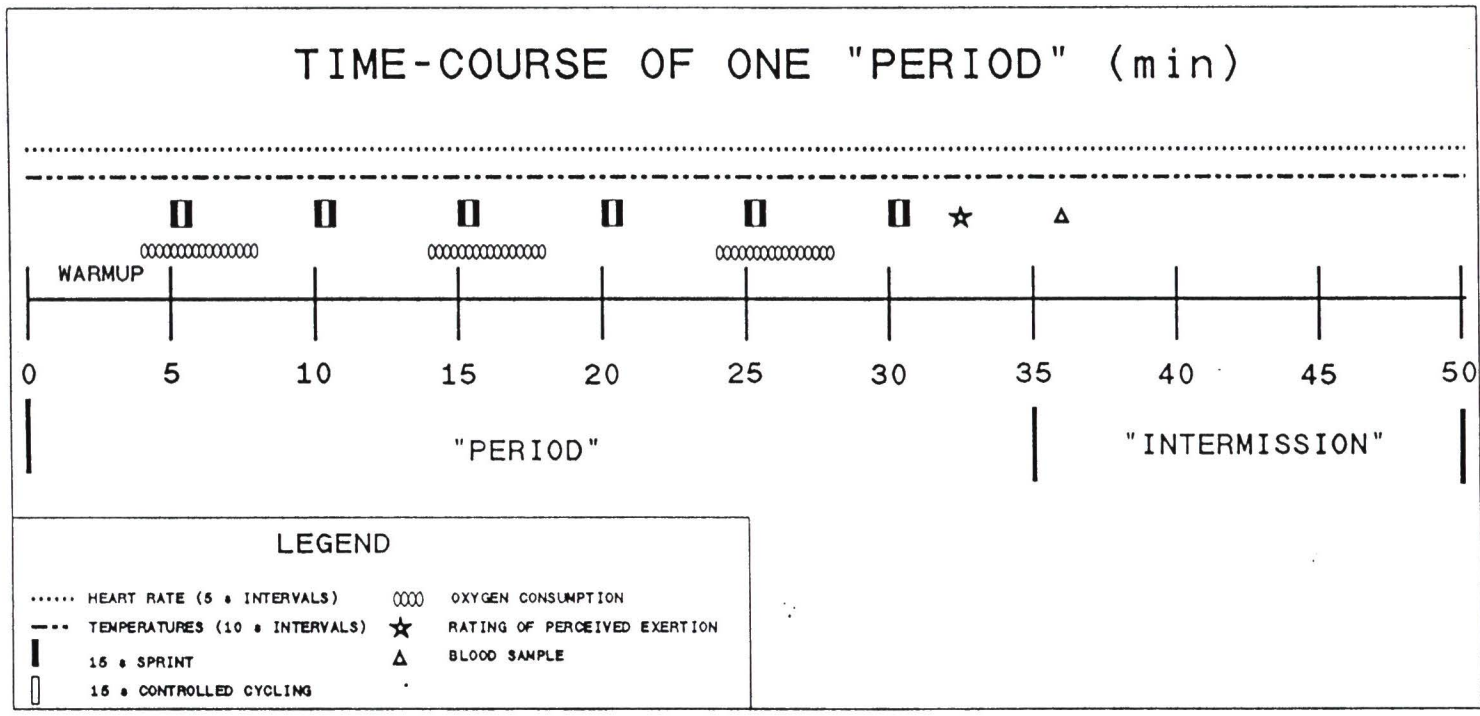 TIME-COURSE OF ONE "PERIOD" (min)
WARMUP
0 5 10 15 20 25 30 35 40 45 50
"PERIOD" "INTERMISSION"
LEGEND
HEART RATE (5 s INTERVALS)
TEMPERATURES (10 s INTERVALS)
15 s SPRINT
15 s CONTROLLED CYCLING
OXYGEN CONSUMPTION
RATING OF PERCEIVED EXERTION
BLOOD SAMPLE